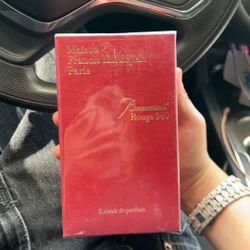 Maison
Francis Kurkdjian
Paris
Baccarat
Rouge 540
Extrait de parfum